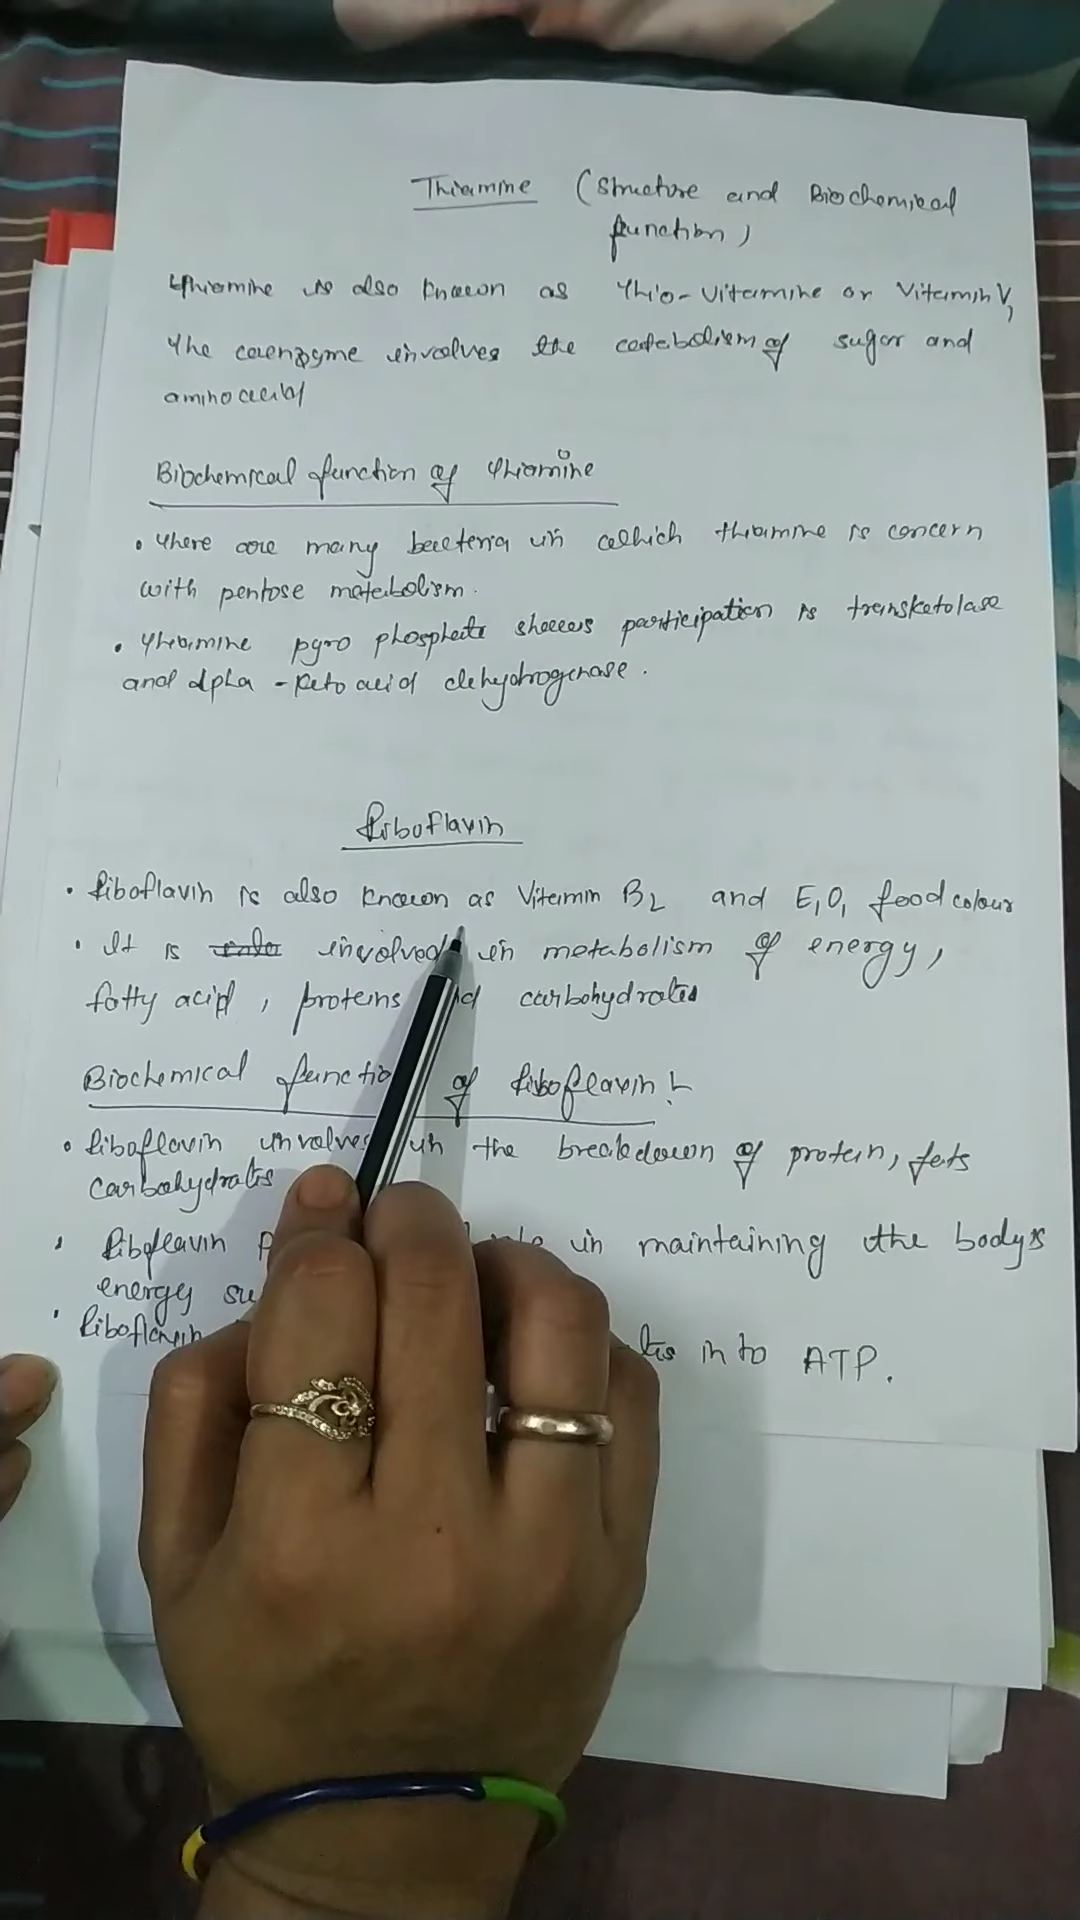 Thiamine (Structure and Biochemical
function)
Thiamine is also known as Thio-vitamine or Vitamin V,
The coenzyme involves the catabolism of sugar and
amino acid
Biochemical function of Thiamine
• There are many bacteria in which thiamine is concern
with pentose metabolism.
• Thiamine pyro phosphate shows participation is transketolase
and alpha - keto acid dehydrogenase.
Riboflavin
• Riboflavin is also known as Vitamin B2 and E,O, food colour
• It is involved in metabolism of energy,
fatty acid, proteins carbohydrates
Biochemical function of Riboflavin :-
• Riboflavin involves in the breakdown of protein, fats
carbohydrates
• Riboflavin in maintaining the body's
energy
• Riboflavin into ATP.